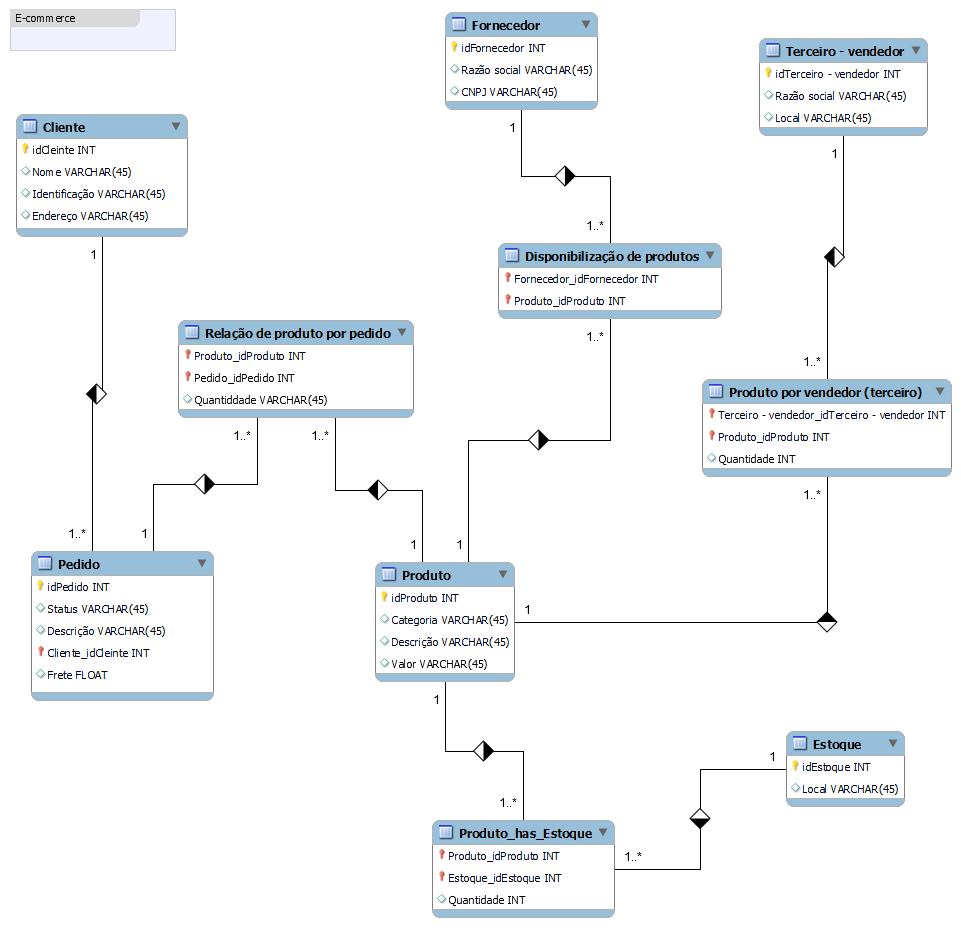 E-commerce
Fornecedor
idFornecedor INT
Razão social VARCHAR(45)
CNPJ VARCHAR(45)
1
1..*
Terceiro - vendedor
idTerceiro - vendedor INT
Razão social VARCHAR(45)
Local VARCHAR(45)
1
1..*
Cliente
idCleinte INT
Nome VARCHAR(45)
Identificação VARCHAR(45)
Endereço VARCHAR(45)
1
1..*
Disponibilização de produtos
Fornecedor_idFornecedor INT
Produto_idProduto INT
1..*
1
Relação de produto por pedido
Produto_idProduto INT
Pedido_idPedido INT
Quantiddade VARCHAR(45)
1..*
1..*
1
1
Produto por vendedor (terceiro)
Terceiro - vendedor_idTerceiro - vendedor INT
Produto_idProduto INT
Quantidade INT
1..*
1
Pedido
idPedido INT
Status VARCHAR(45)
Descrição VARCHAR(45)
Cliente_idCleinte INT
Frete FLOAT
Produto
idProduto INT
Categoria VARCHAR(45)
Descrição VARCHAR(45)
Valor VARCHAR(45)
1
1..*
Estoque
idEstoque INT
Local VARCHAR(45)
1
1..*
Produto_has_Estoque
Produto_idProduto INT
Estoque_idEstoque INT
Quantidade INT